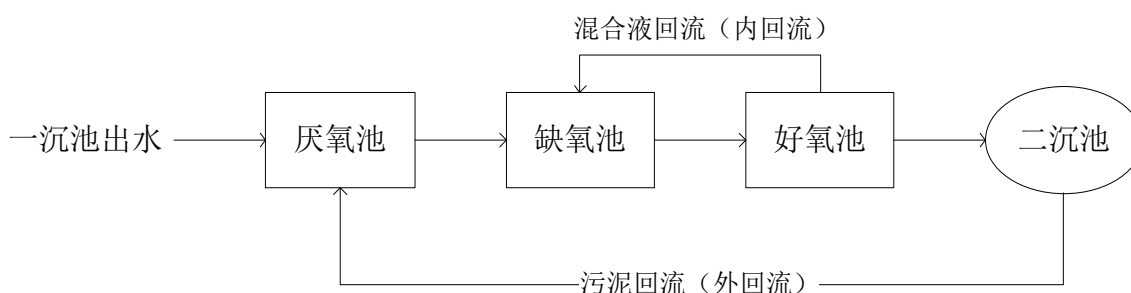 混合液回流（内回流）
一沉池出水
厌氧池
缺氧池
好氧池
二沉池
污泥回流（外回流）